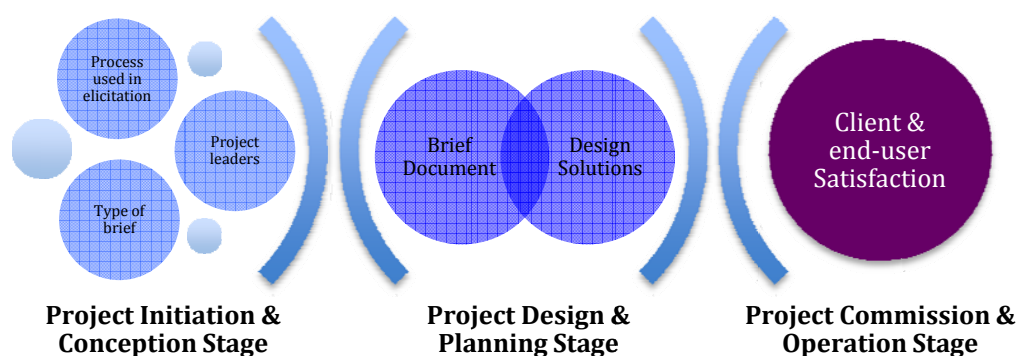 Process
used in
elicitation
Project
leaders
Type of
brief
Brief
Document
Design
Solutions
Client &
end-user
Satisfaction
Project Initiation &
Conception Stage
Project Design &
Planning Stage
Project Commission &
Operation Stage